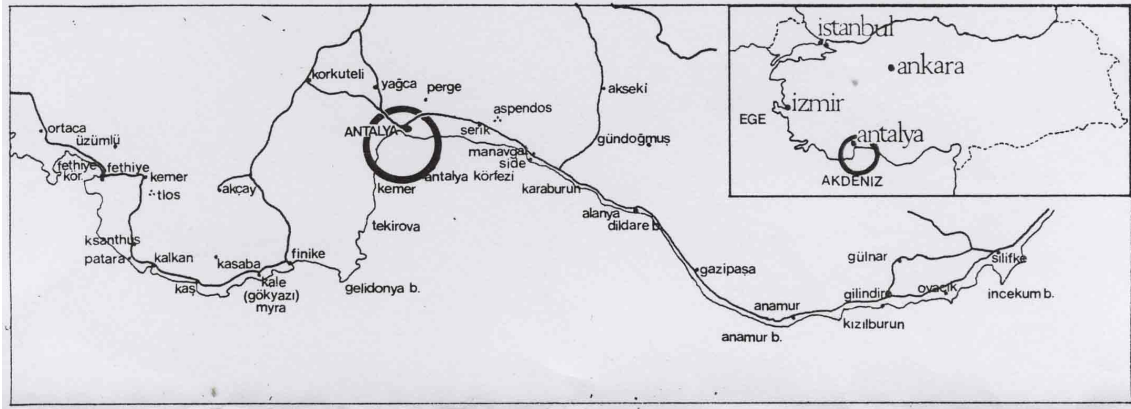 korkuteli
yağca
perge
ANTALYA
serik
aspendos
akseki
gündoğmuş
manavgat
side
antalya körfezi
karaburun
kemer
tekirova
ortaca
üzümlü
fethiye
kör.
fethiye
kemer
tlos
akçay
ksanthus
patara
kalkan
kasaba
kaş
kale
(gökyazı)
myra
finike
gelidonya b.
alanya
dildare b.
gazipaşa
anamur
anamur b.
gülnar
gilindire
ovacık
silifke
incekum b.
kızılburun
istanbul
ankara
izmir
EGE
antalya
AKDENİZ